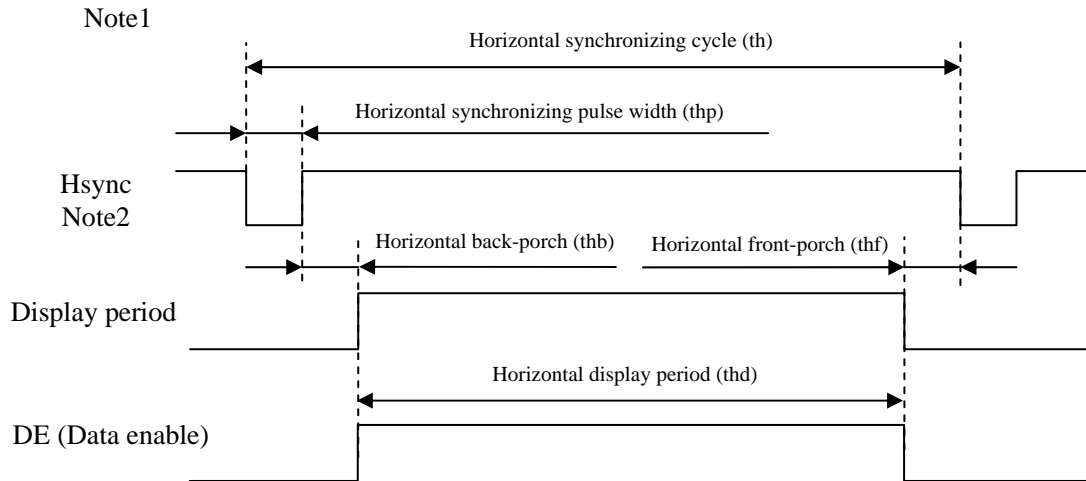 Note1
Horizontal synchronizing cycle (th)
Horizontal synchronizing pulse width (thp)
Hsync
Note2
Horizontal back-porch (thb)
Horizontal front-porch (thf)
Display period
Horizontal display period (thd)
DE (Data enable)